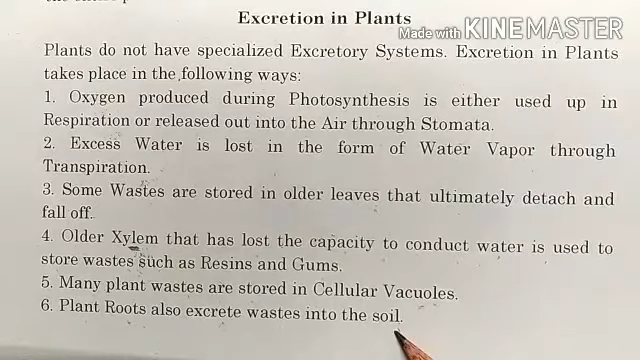 Excretion in Plants
Made with KINEMASTER
Plants do not have specialized Excretory Systems. Excretion in Plants
takes place in the following ways:
1. Oxygen produced during Photosynthesis is either used up in
Respiration or released out into the Air through Stomata.
2. Excess Water is lost in the form of Water Vapor through
Transpiration.
3. Some Wastes are stored in older leaves that ultimately detach and
fall off.
4. Older Xylem that has lost the capacity to conduct water is used to
store wastes such as Resins and Gums.
5. Many plant wastes are stored in Cellular Vacuoles.
6. Plant Roots also excrete wastes into the soil.